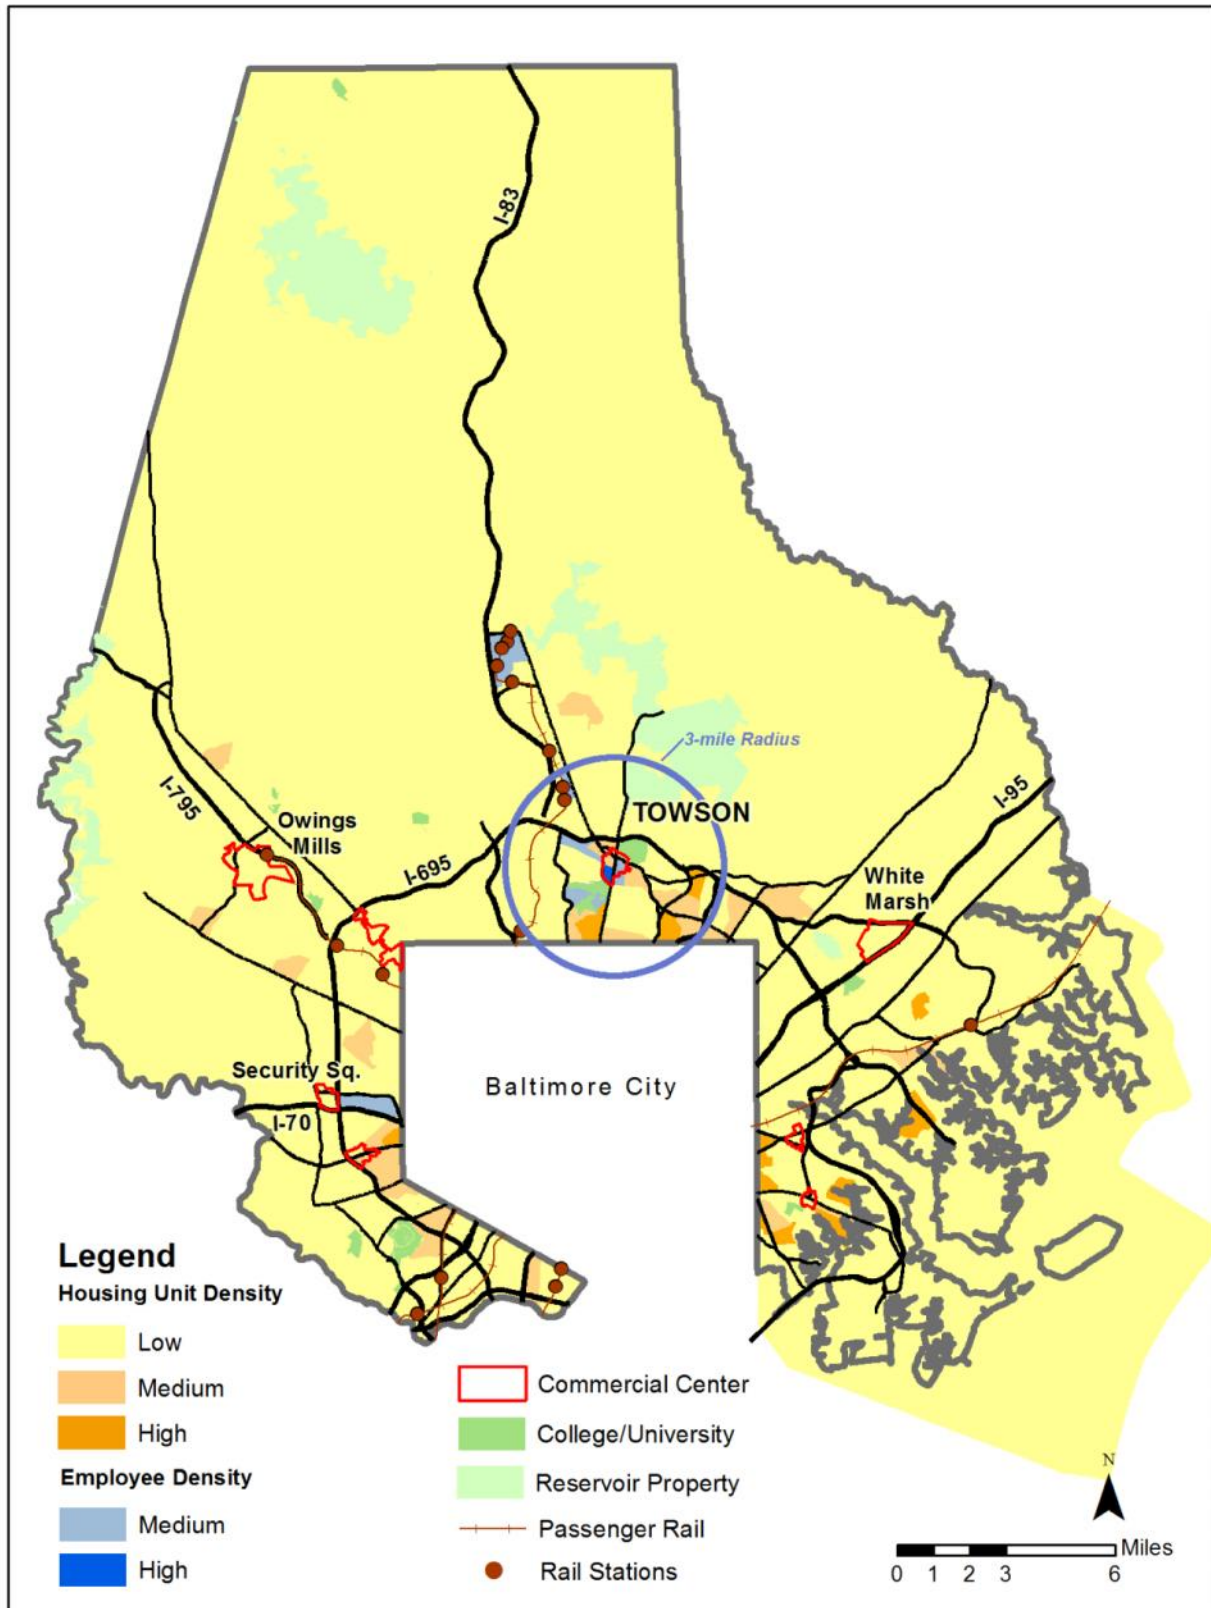 I-83
3-mile Radius
TOWSON
I-795
Owings
Mills
I-695
I-95
White
Marsh
Security Sq.
I-70
Baltimore City
Legend
Housing Unit Density
Low
Medium
High
Employee Density
Medium
High
Commercial Center
College/University
Reservoir Property
Passenger Rail
Rail Stations
N
Miles
0 1 2 3 6